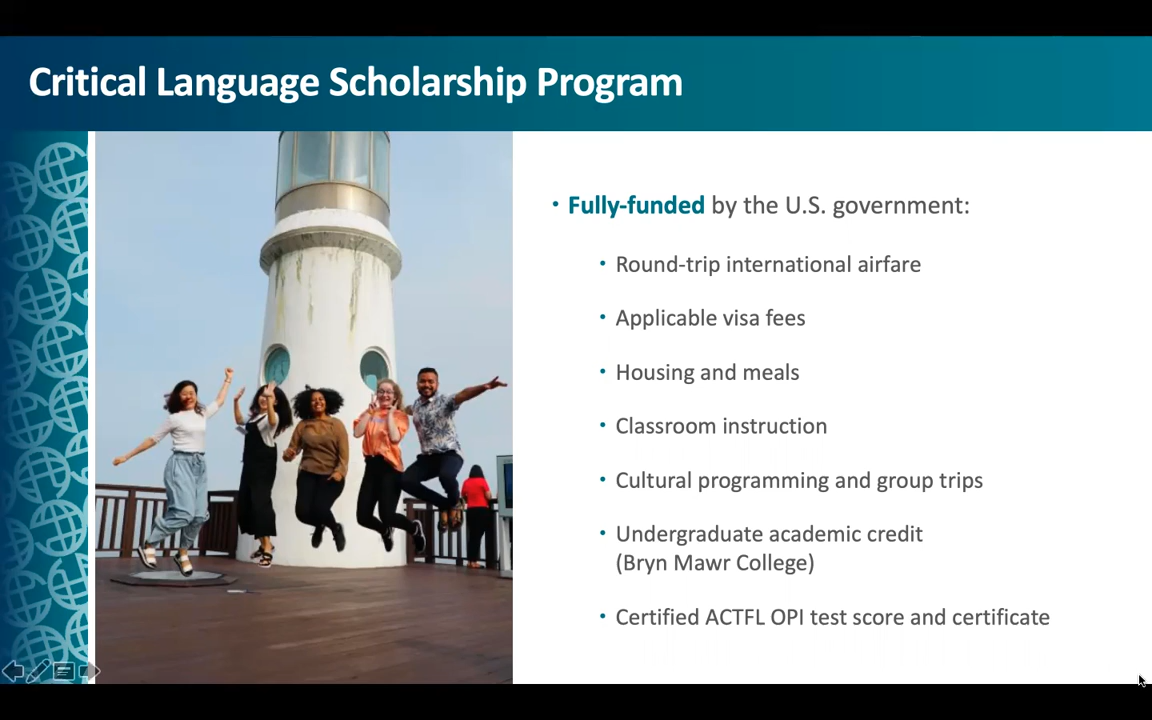 Critical Language Scholarship Program
• Fully-funded by the U.S. government:
• Round-trip international airfare
• Applicable visa fees
• Housing and meals
• Classroom instruction
• Cultural programming and group trips
• Undergraduate academic credit
(Bryn Mawr College)
• Certified ACTFL OPI test score and certificate